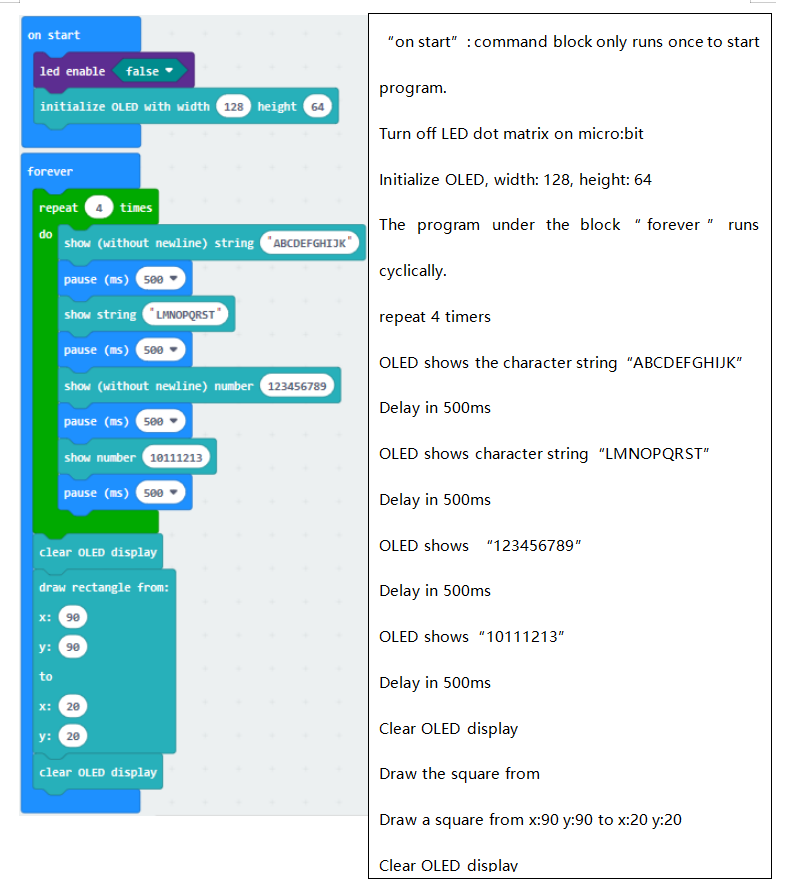 on start
led enable false
initialize OLED with width 128 height 64
forever
repeat 4 times
do
show (without newline) string "ABCDEFGHIJK"
pause (ms) 500
show string "LMNOPQRST"
pause (ms) 500
show (without newline) number 123456789
pause (ms) 500
show number 10111213
pause (ms) 500
clear OLED display
draw rectangle from:
x: 90
y: 90
to
x: 20
y: 20
clear OLED display
“on start”: command block only runs once to start
program.
Turn off LED dot matrix on micro:bit
Initialize OLED, width: 128, height: 64
The program under the block “forever” runs
cyclically.
repeat 4 timers
OLED shows the character string “ABCDEFGHIJK”
Delay in 500ms
OLED shows character string “LMNOPQRST”
Delay in 500ms
OLED shows “123456789”
Delay in 500ms
OLED shows “10111213”
Delay in 500ms
Clear OLED display
Draw the square from
Draw a square from x:90 y:90 to x:20 y:20
Clear OLED display